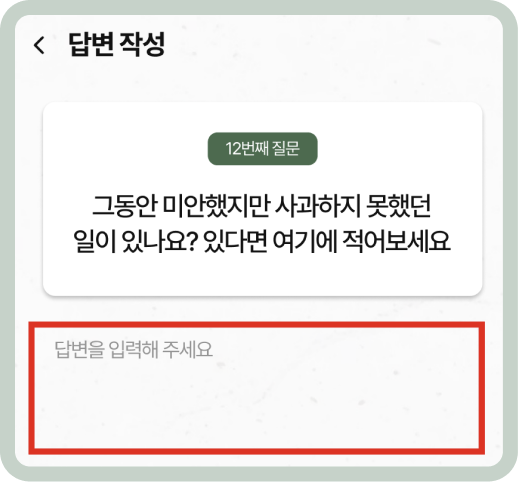 답변 작성
12번째 질문
그동안 미안했지만 사과하지 못했던
일이 있나요? 있다면 여기에 적어보세요
답변을 입력해 주세요